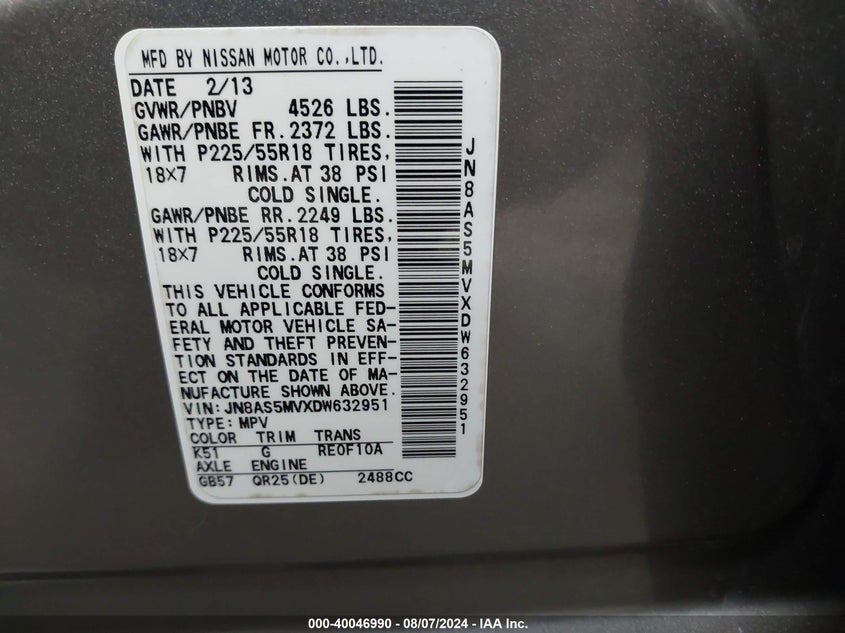 MFD BY NISSAN MOTOR CO.,LTD.
DATE 2/13
GVWR/PNBV 4526 LBS.
GAWR/PNBE FR.2372 LBS.
WITH P225/55R18 TIRES,
18×7 RIMS.AT 38 PSI
COLD SINGLE.
GAWR/PNBE RR.2249 LBS.
WITH P225/55R18 TIRES,
18×7 RIMS.AT 38 PSI
COLD SINGLE.
THIS VEHICLE CONFORMS
TO ALL APPLICABLE FED-
ERAL MOTOR VEHICLE SA-
FETY AND THEFT PREVEN-
TION STANDARDS IN EFF-
ECT ON THE DATE OF MA-
NUFACTURE SHOWN ABOVE.
VIN:JN8AS5MVXDW632951
TYPE:MPV
COLOR TRIM TRANS
K51 G RE0F10A
AXLE ENGINE
GB57 QR25(DE) 2488CC
JN8AS5MVXDW632951
000-40046990 - 08/07/2024 - IAA Inc.